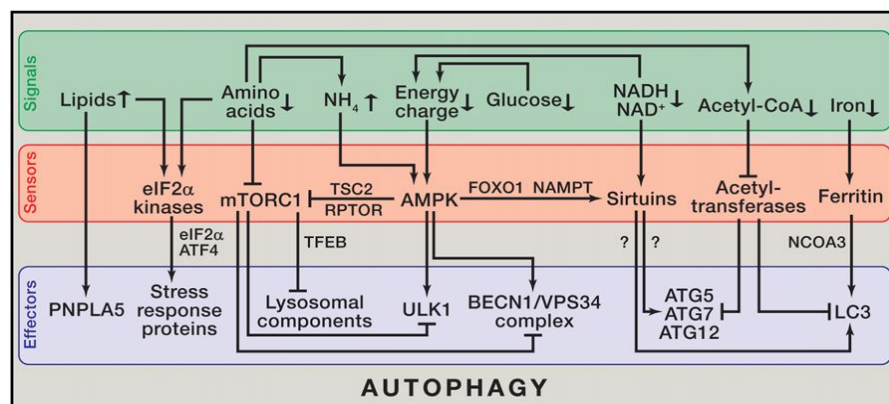 Signals
Lipids↑
Amino
acids↓
NH₄↑
Energy
charge↓
Glucose↓
NADH
NAD⁺↓
Acetyl-CoA↓
Iron↓
Sensors
eIF2α
kinases
mTORC1
TSC2
RPTOR
AMPK
FOXO1 NAMPT
Sirtuins
Acetyl-
transferases
Ferritin
eIF2α
ATF4
TFEB
? ?
NCOA3
Effectors
PNPLA5
Stress
response
proteins
Lysosomal
components
ULK1
BECN1/VPS34
complex
ATG5
ATG7
ATG12
LC3
AUTOPHAGY